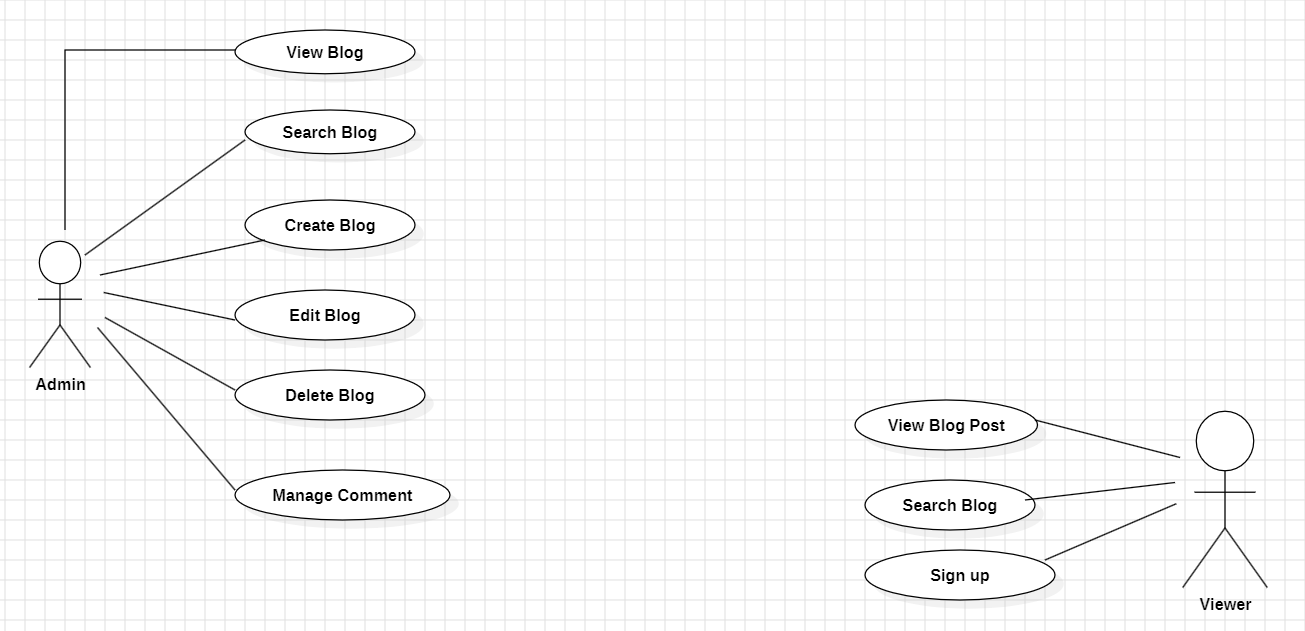 View Blog
Search Blog
Create Blog
Edit Blog
Delete Blog
Manage Comment
Admin
View Blog Post
Search Blog
Sign up
Viewer